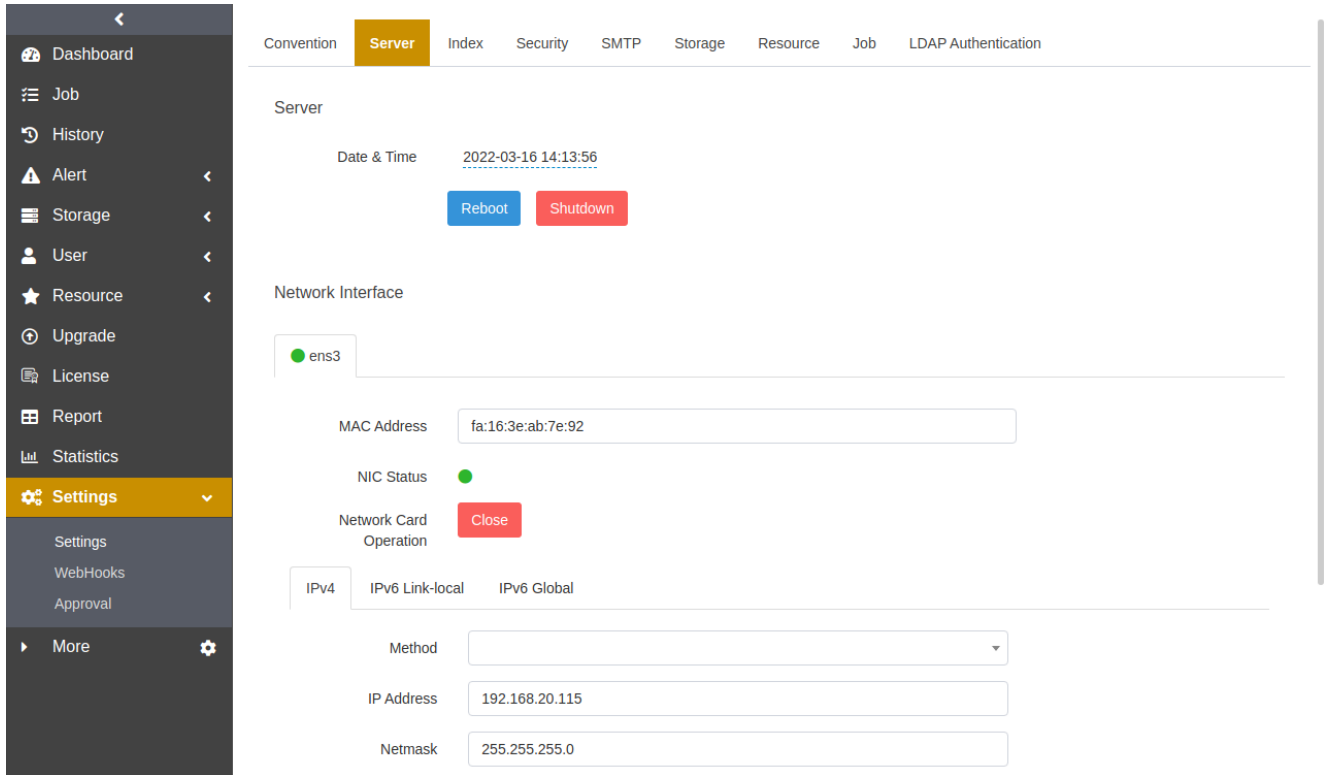 Dashboard
Job
History
Alert
Storage
User
Resource
Upgrade
License
Report
Statistics
Settings
Settings
WebHooks
Approval
More
Convention Server Index Security SMTP Storage Resource Job LDAP Authentication
Server
Date & Time 2022-03-16 14:13:56
Reboot Shutdown
Network Interface
ens3
MAC Address fa:16:3e:ab:7e:92
NIC Status
Network Card
Operation
Close
IPv4 IPv6 Link-local IPv6 Global
Method
IP Address 192.168.20.115
Netmask 255.255.255.0